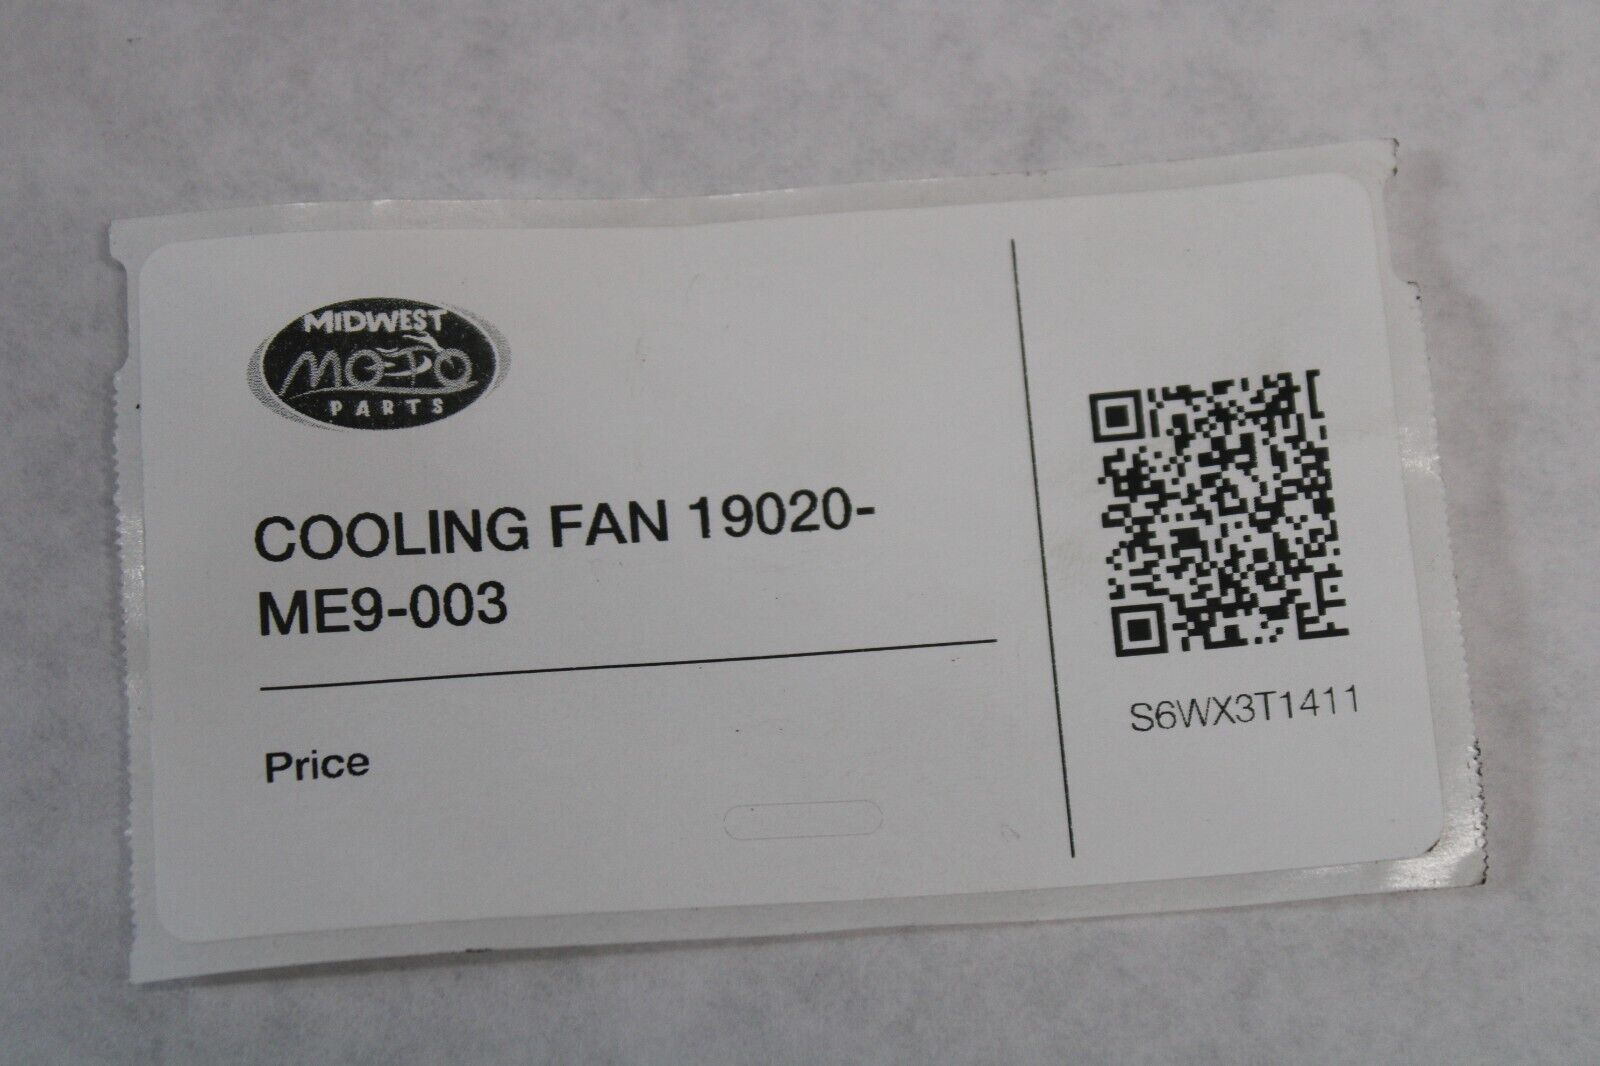 MIDWEST
MOTO
PARTS
COOLING FAN 19020-
ME9-003
Price
S6WX3T1411